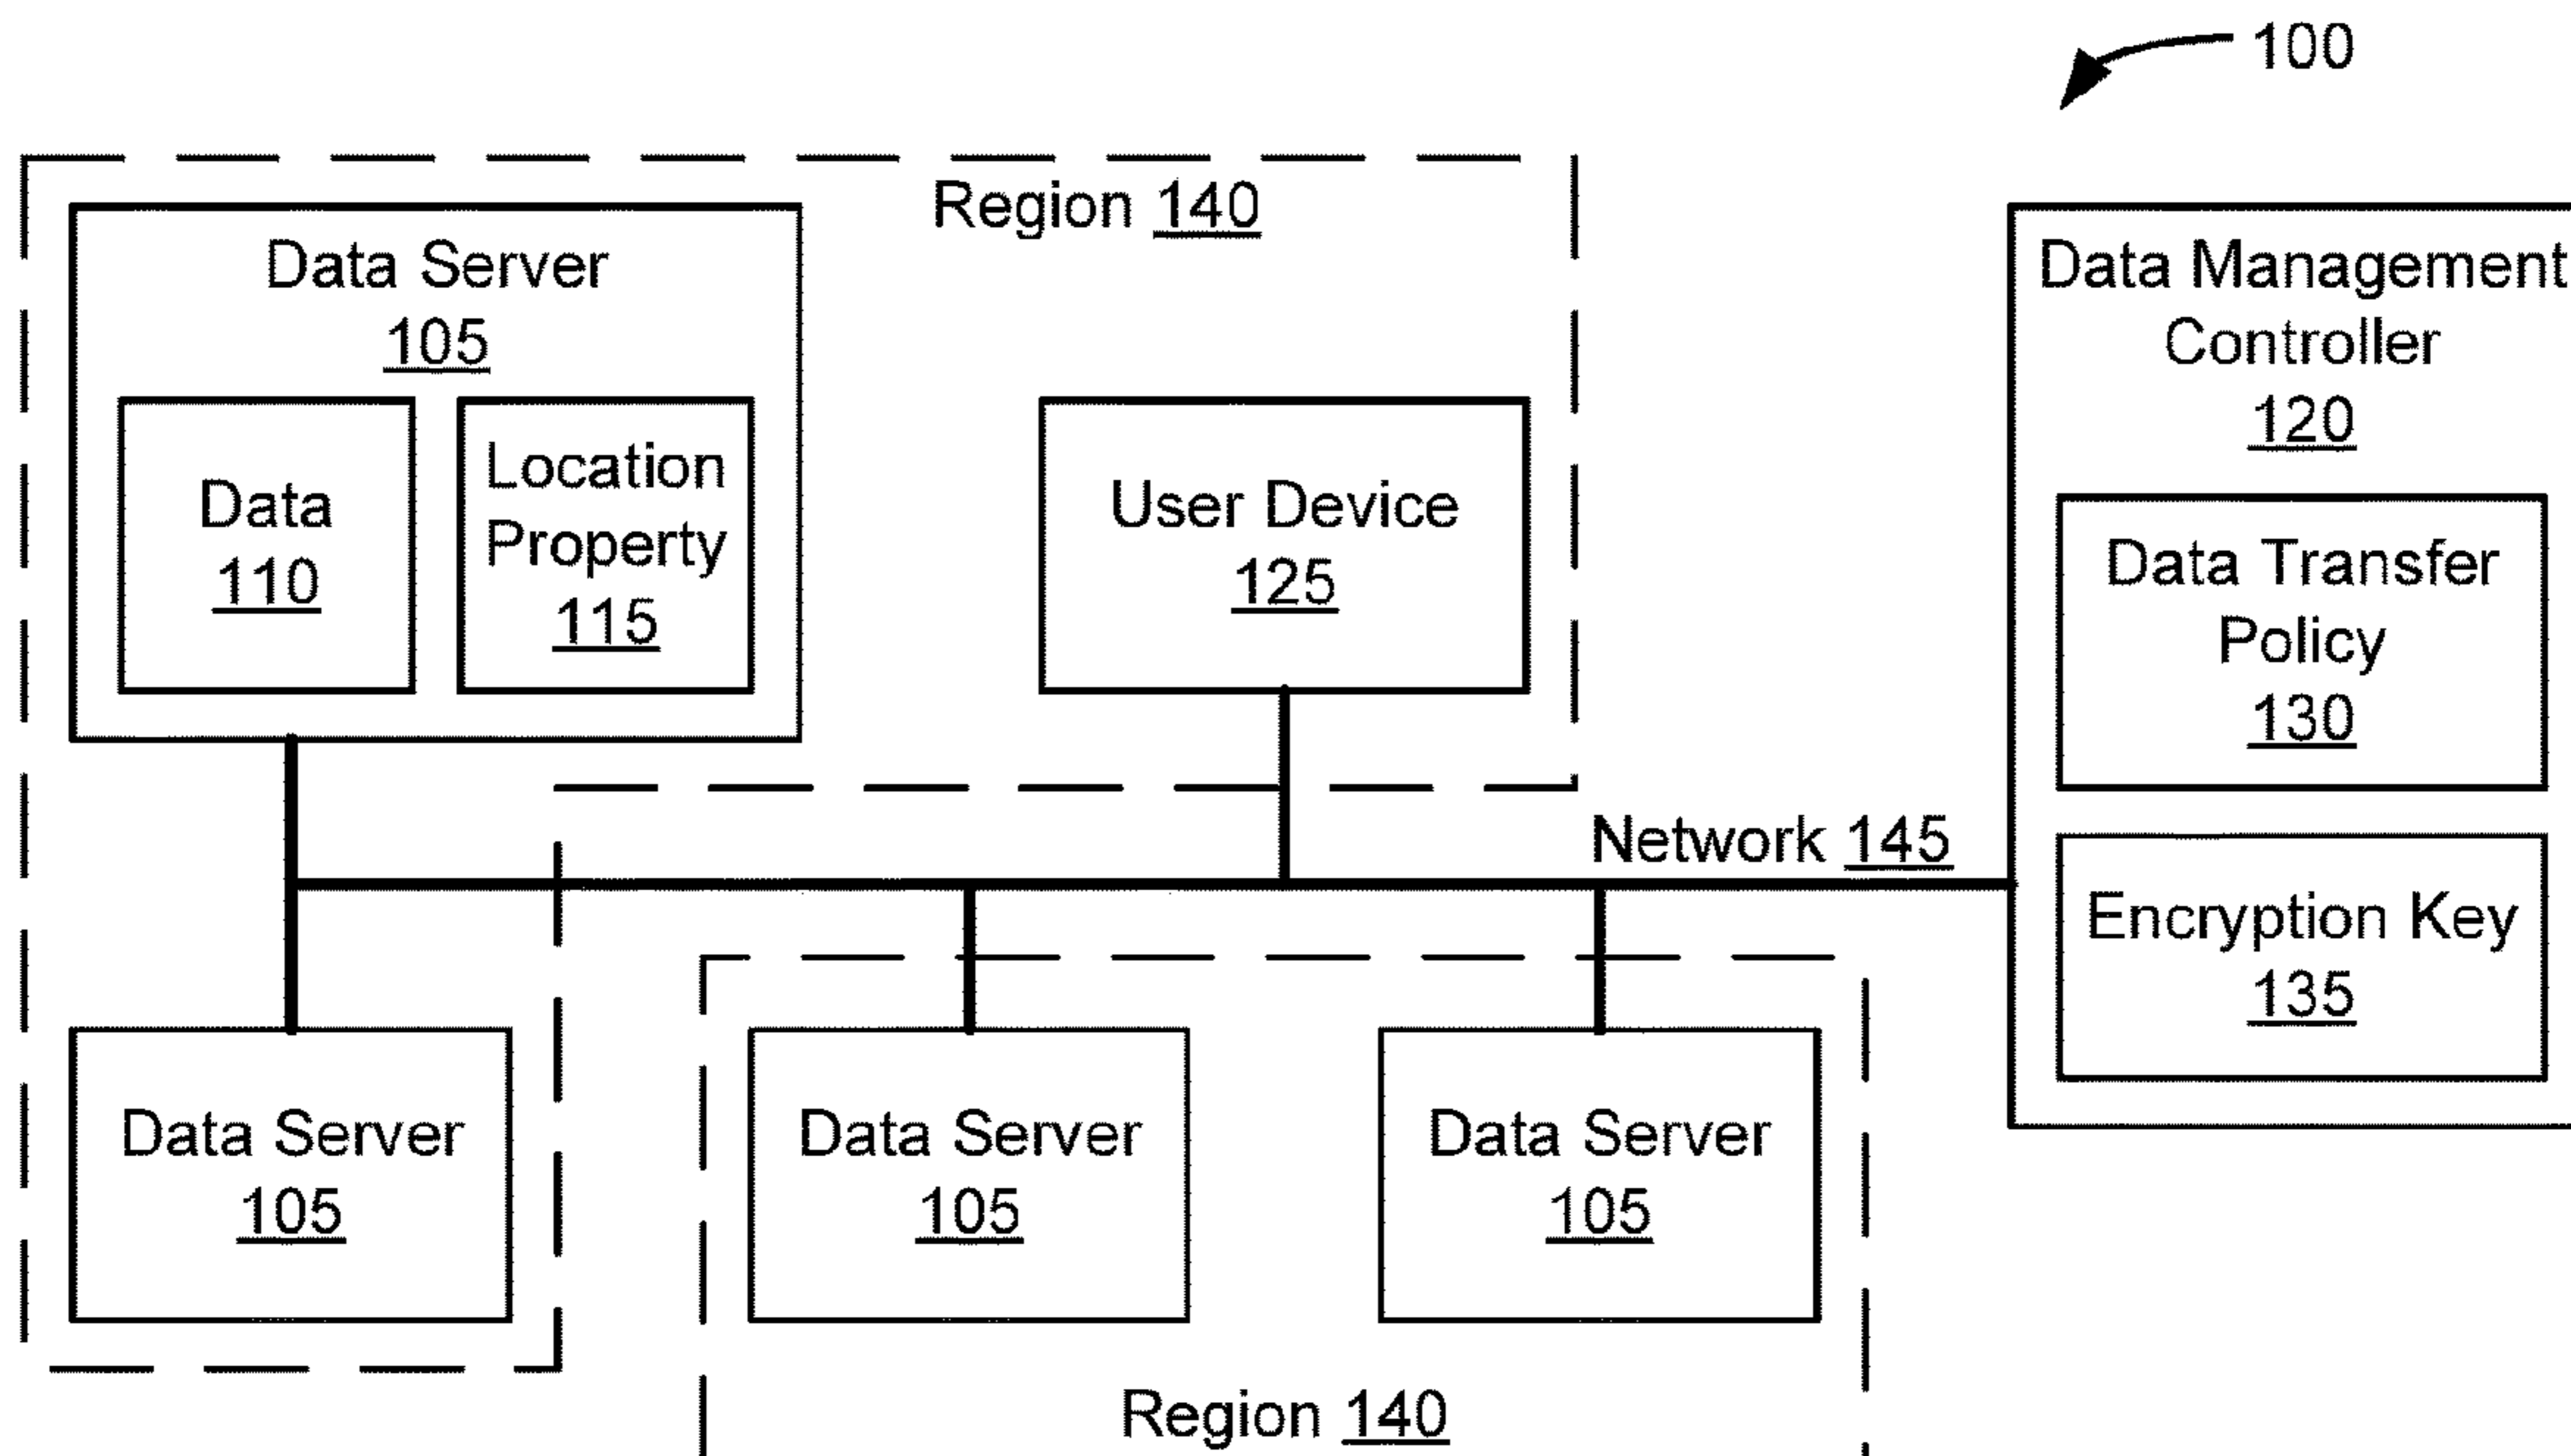 100
Region 140
Data Server
105
Data
110
Location
Property
115
User Device
125
Data Management
Controller
120
Data Transfer
Policy
130
Encryption Key
135
Network 145
Data Server
105
Data Server
105
Data Server
105
Region 140